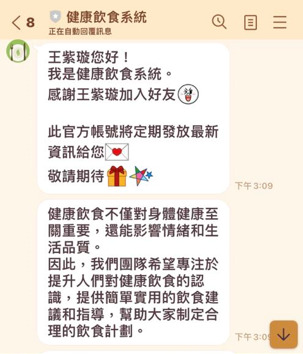 8
健康飲食系統
正在自動回覆訊息
王紫璇您好！
我是健康飲食系統。
感謝王紫璇加入好友
此官方帳號將定期發放最新
資訊給您
敬請期待
下午3:09
健康飲食不僅對身體健康至
關重要，還能影響情緒和生
活品質。
因此，我們團隊希望專注於
提升人們對健康飲食的認
識，提供簡單實用的飲食建
議和指導，幫助大家制定合
理的飲食計劃。
下午3:09